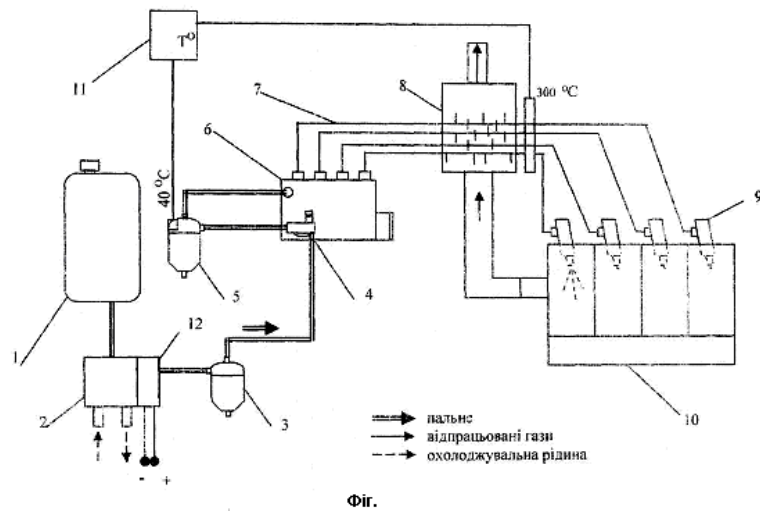 11
T°
7
8
300 °C
6
40 °C
9
5
4
1
12
2
3
10
- +
пальне
відпрацьовані гази
охолоджувальна рідина
Фіг.